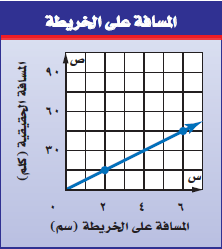 المسافة على الخريطة
ص
المسافة الحقيقية (كلم)
٩٠
٦٠
٣٠
س
٠ ٢ ٤ ٦
المسافة على الخريطة (سم)